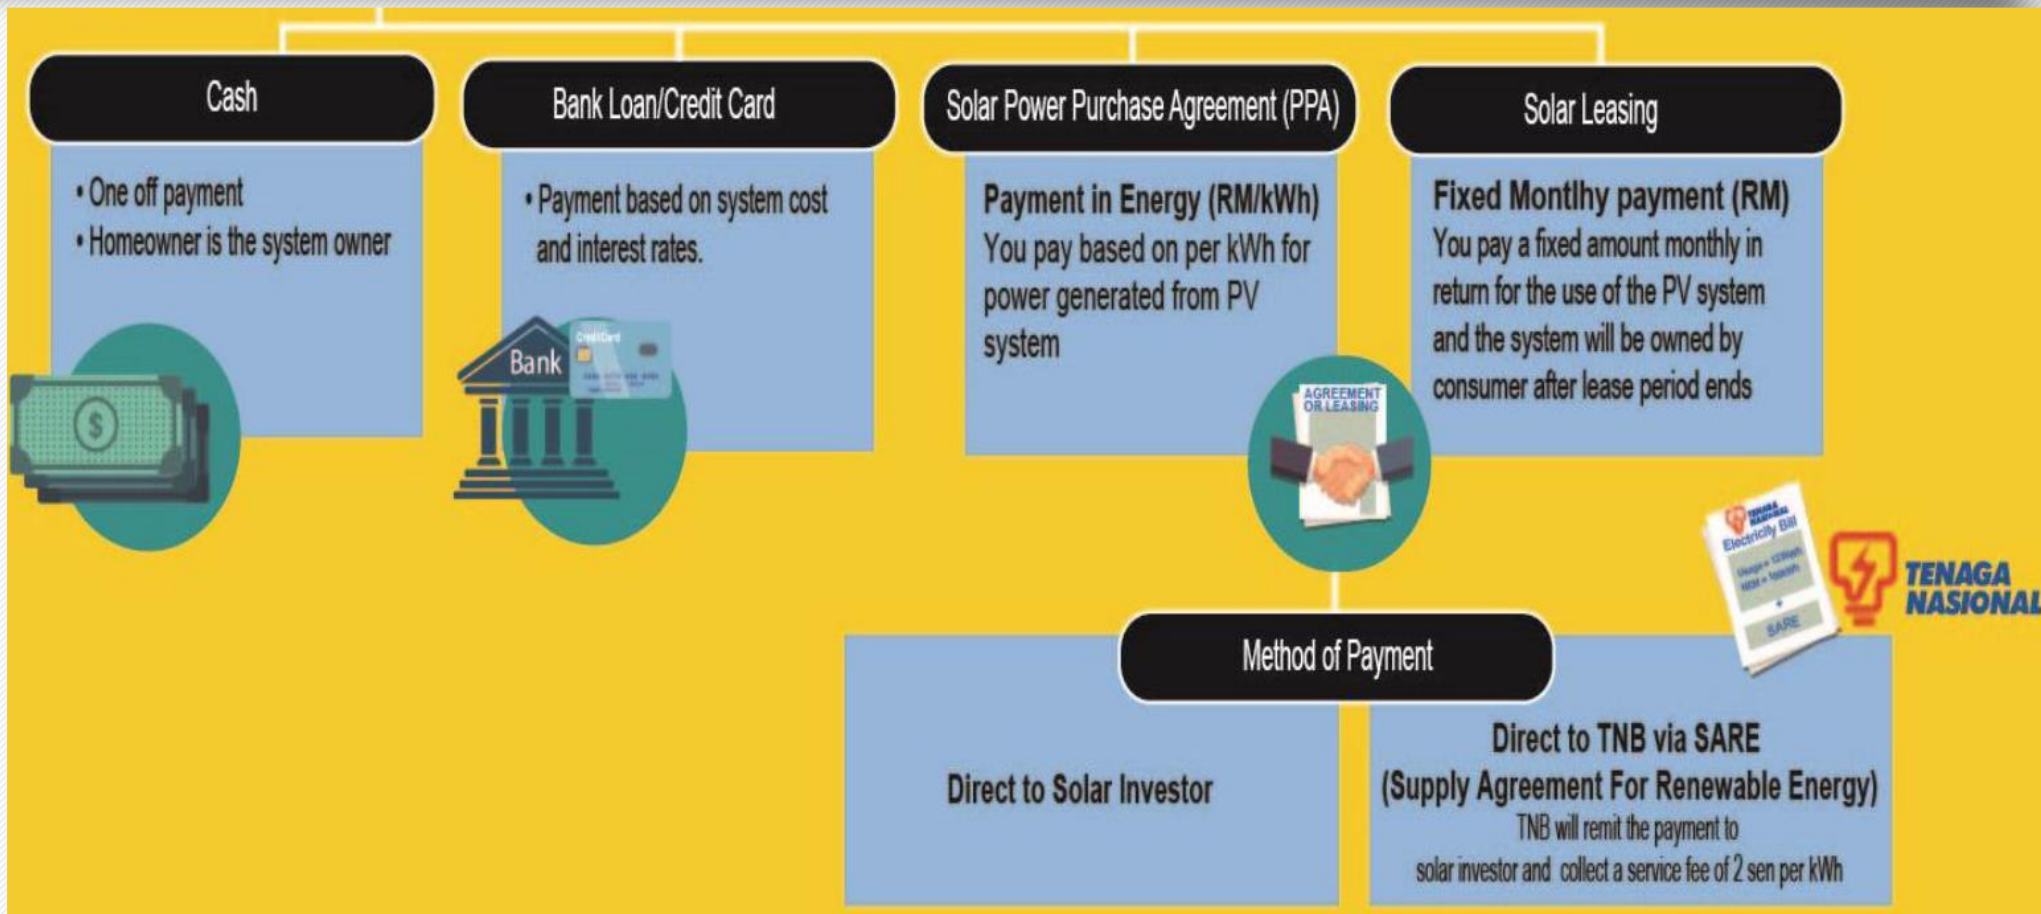 Cash
• One off payment
• Homeowner is the system owner
Bank Loan/Credit Card
• Payment based on system cost
and interest rates.
CreditCard
Bank
Solar Power Purchase Agreement (PPA)
Payment in Energy (RM/kWh)
You pay based on per kWh for
power generated from PV
system
Solar Leasing
Fixed Montlhy payment (RM)
You pay a fixed amount monthly in
return for the use of the PV system
and the system will be owned by
consumer after lease period ends
AGREEMENT
OR LEASING
TENAGA
NASIONAL
Electricity Bill
+
SARE
TENAGA
NASIONAL
Method of Payment
Direct to Solar Investor
Direct to TNB via SARE
(Supply Agreement For Renewable Energy)
TNB will remit the payment to
solar investor and collect a service fee of 2 sen per kWh